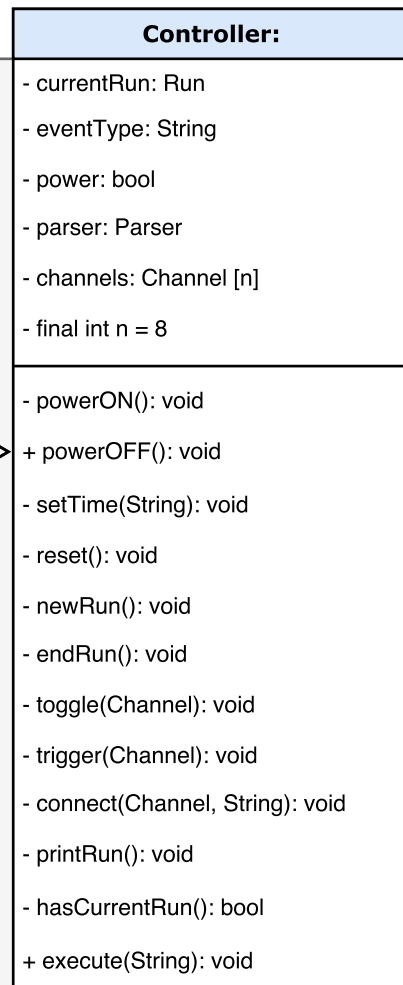 Controller:
- currentRun: Run
- eventType: String
- power: bool
- parser: Parser
- channels: Channel [n]
- final int n = 8
- powerON(): void
+ powerOFF(): void
- setTime(String): void
- reset(): void
- newRun(): void
- endRun(): void
- toggle(Channel): void
- trigger(Channel): void
- connect(Channel, String): void
- printRun(): void
- hasCurrentRun(): bool
+ execute(String): void